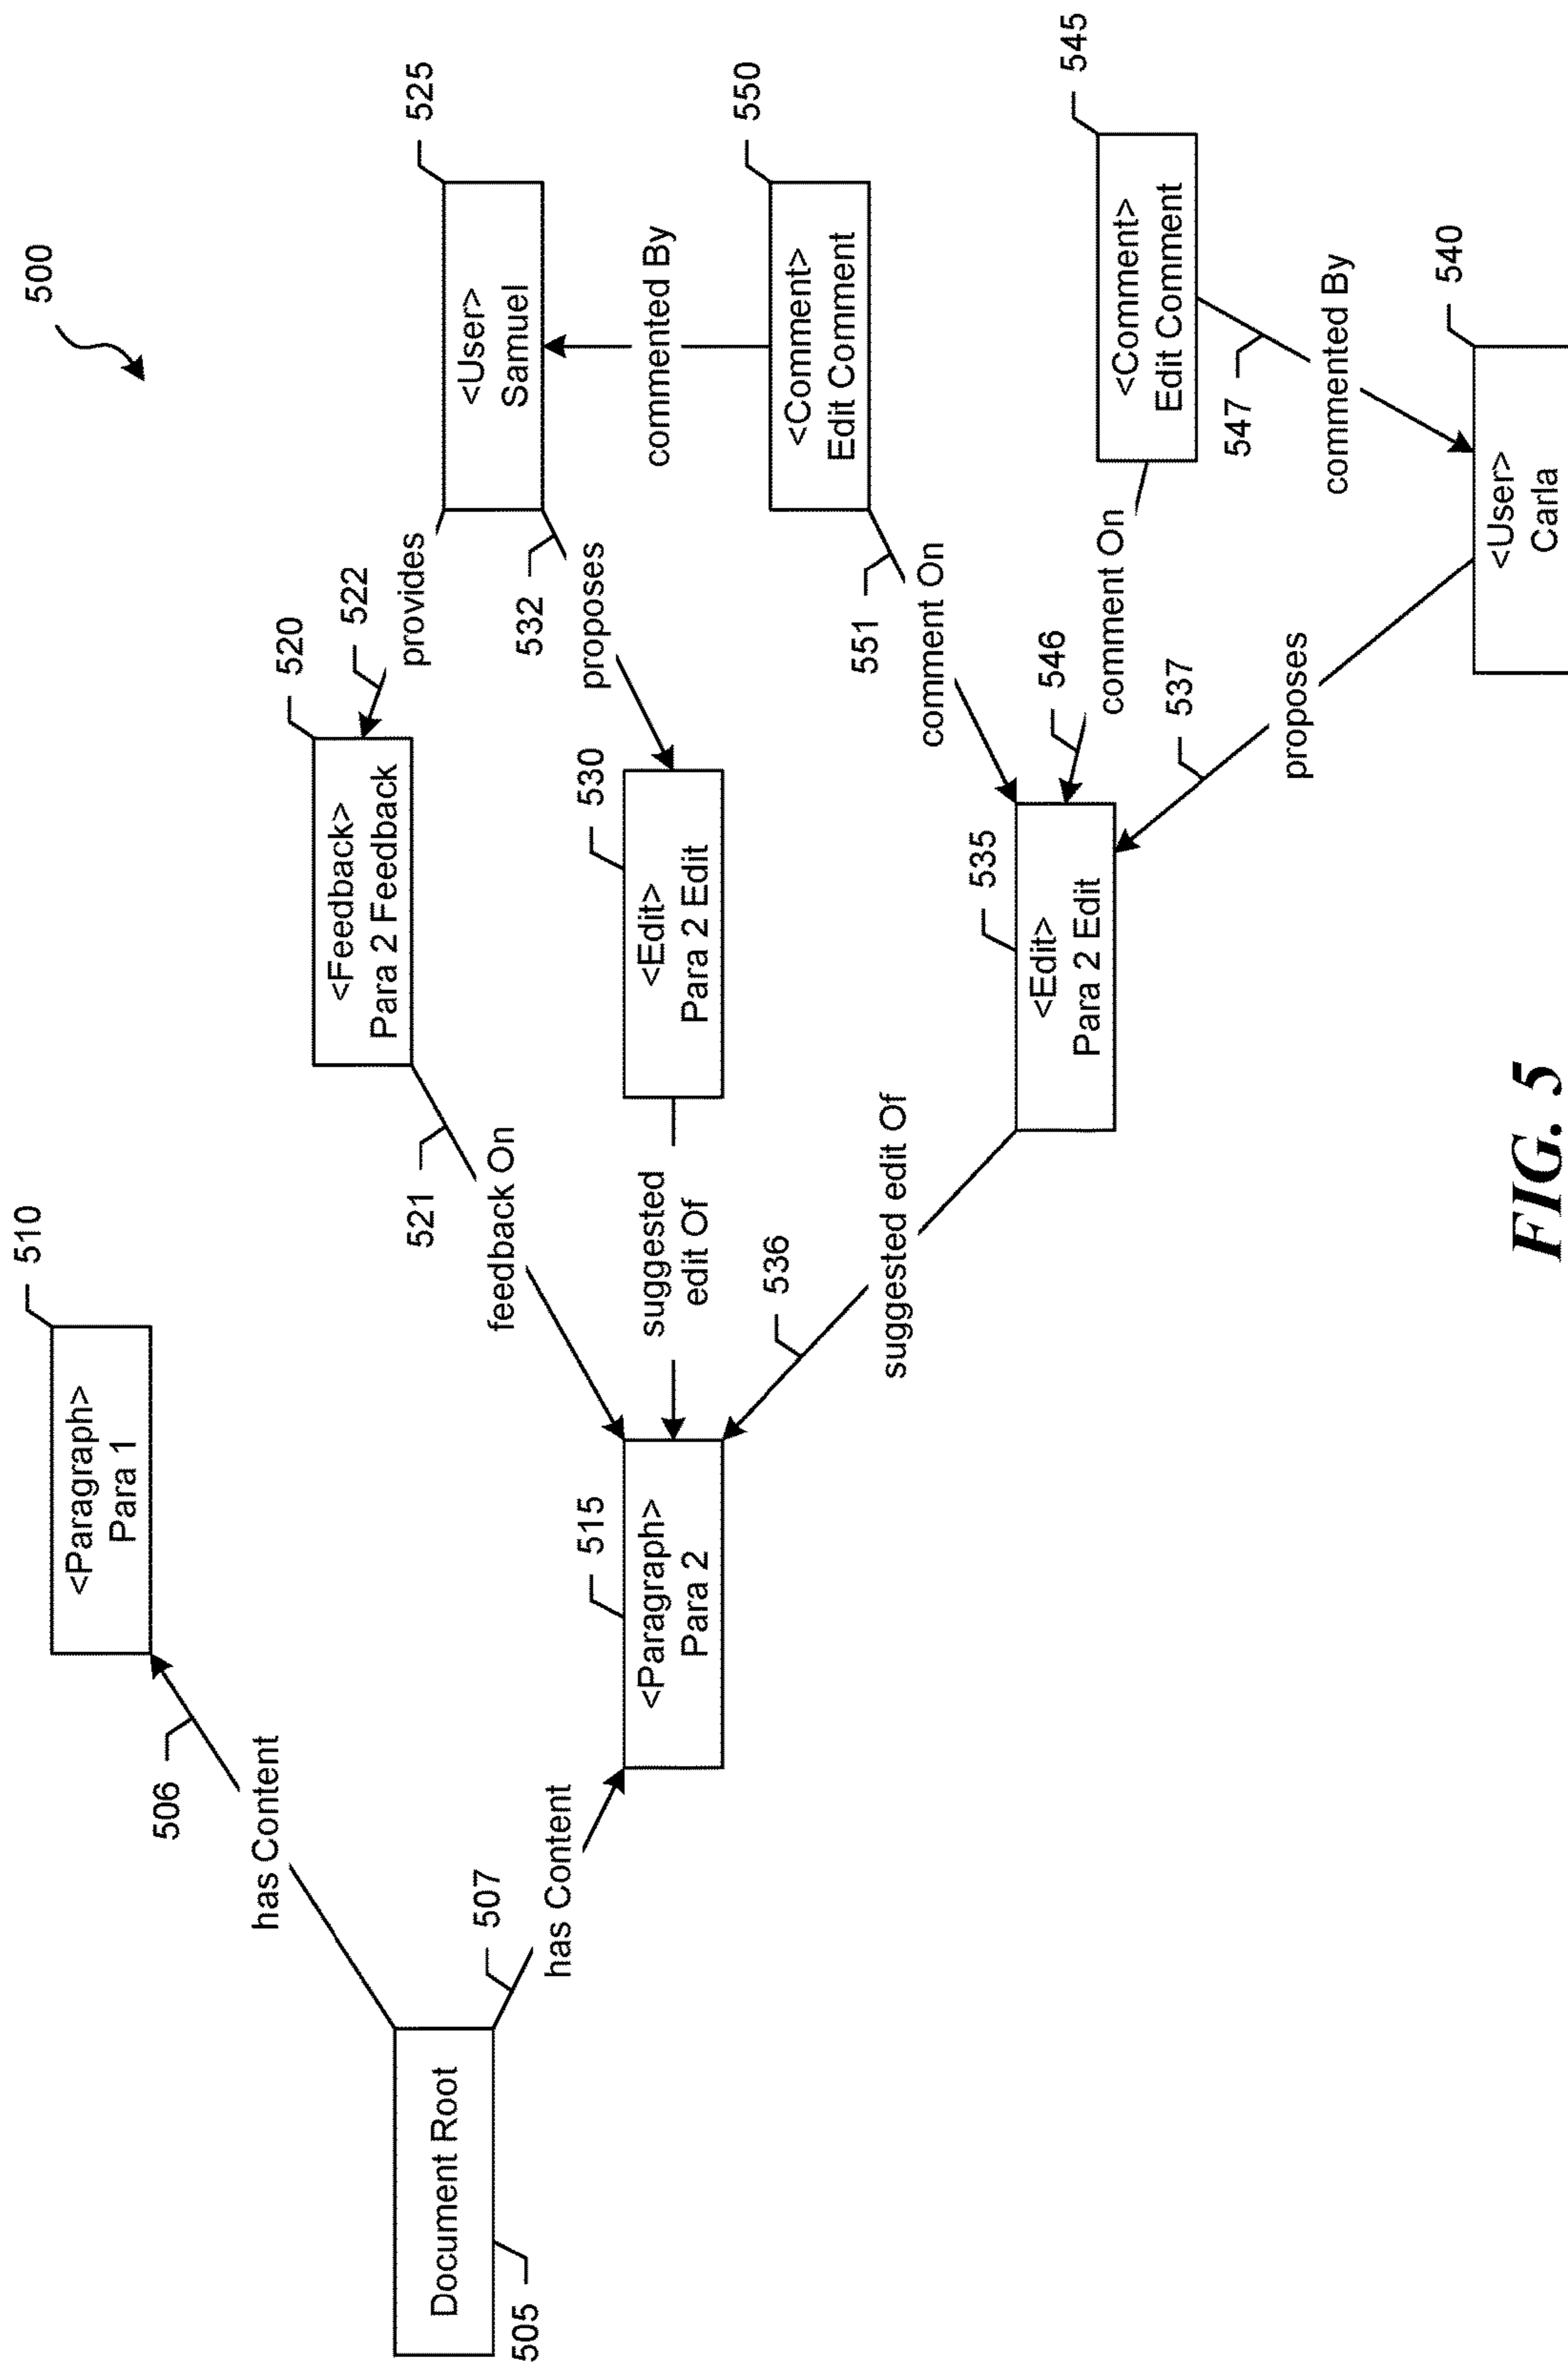 500
510
<Paragraph>
Para 1
506
has Content
Document Root
505
507
has Content
515
<Paragraph>
Para 2
520
<Feedback>
Para 2 Feedback
521
feedback On
522
provides
525
<User>
Samuel
532
proposes
530
<Edit>
Para 2 Edit
suggested
edit Of
commented By
550
<Comment>
Edit Comment
551
comment On
536
suggested edit Of
535
<Edit>
Para 2 Edit
546
comment On
545
<Comment>
Edit Comment
547
commented By
537
proposes
540
<User>
Carla
FIG. 5